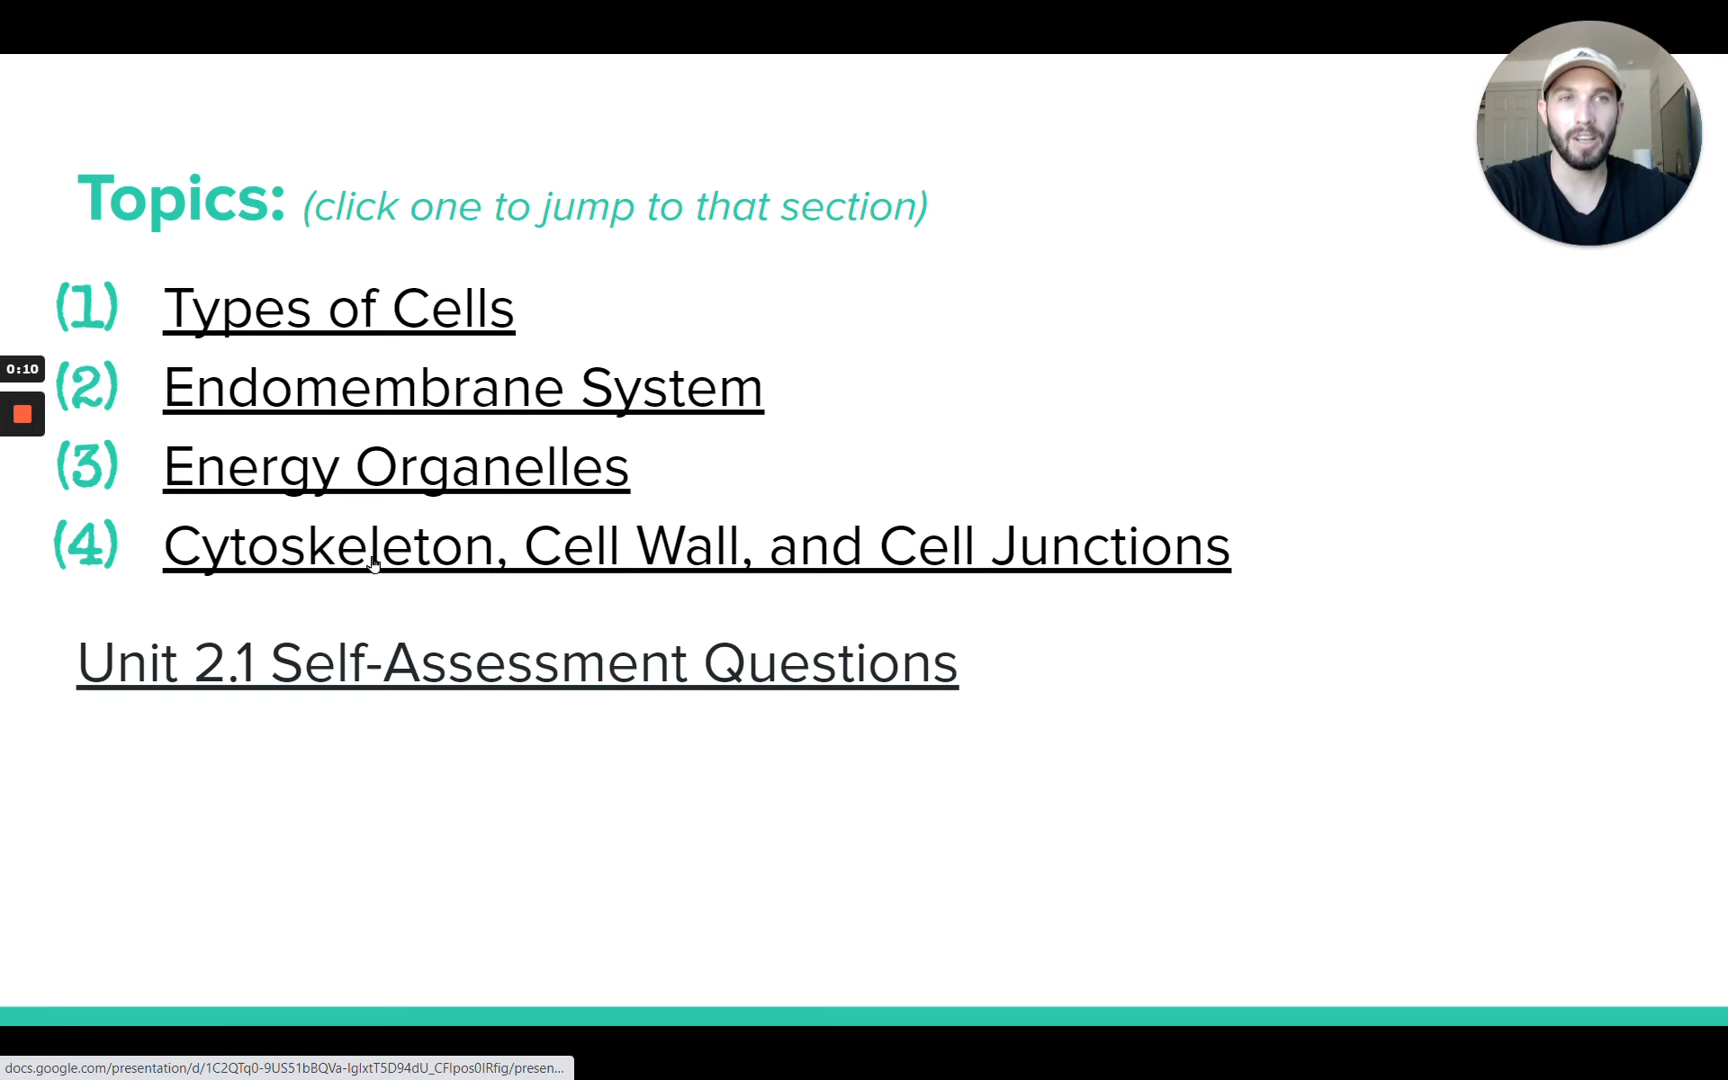 Topics: (click one to jump to that section)
(1) Types of Cells
(2) Endomembrane System
0:10
(3) Energy Organelles
(4) Cytoskeleton, Cell Wall, and Cell Junctions
Unit 2.1 Self-Assessment Questions
docs.google.com/presentation/d/1C2QTq0-9US51bBQVa-IgIxtT5D94dU_CFIpos0IRfig/presen...